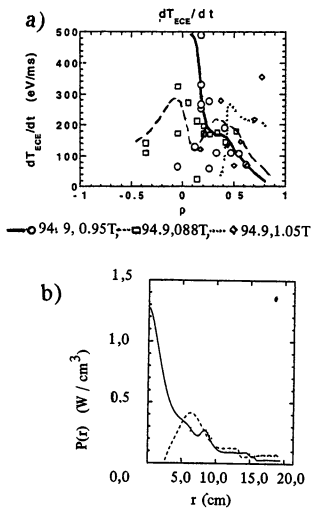 dT_ECE/dt
a)
500
400
300
200
100
0
dT_ECE/dt (eV/ms)
-1 -0.5 0 0.5 1
ρ
94.9, 0.95T, 94.9,088T, 94.9,1.05T
b)
1,5
1,0
0,5
0,0
P(r) (W / cm³)
5,0 10,0 15,0 20,0
r (cm)